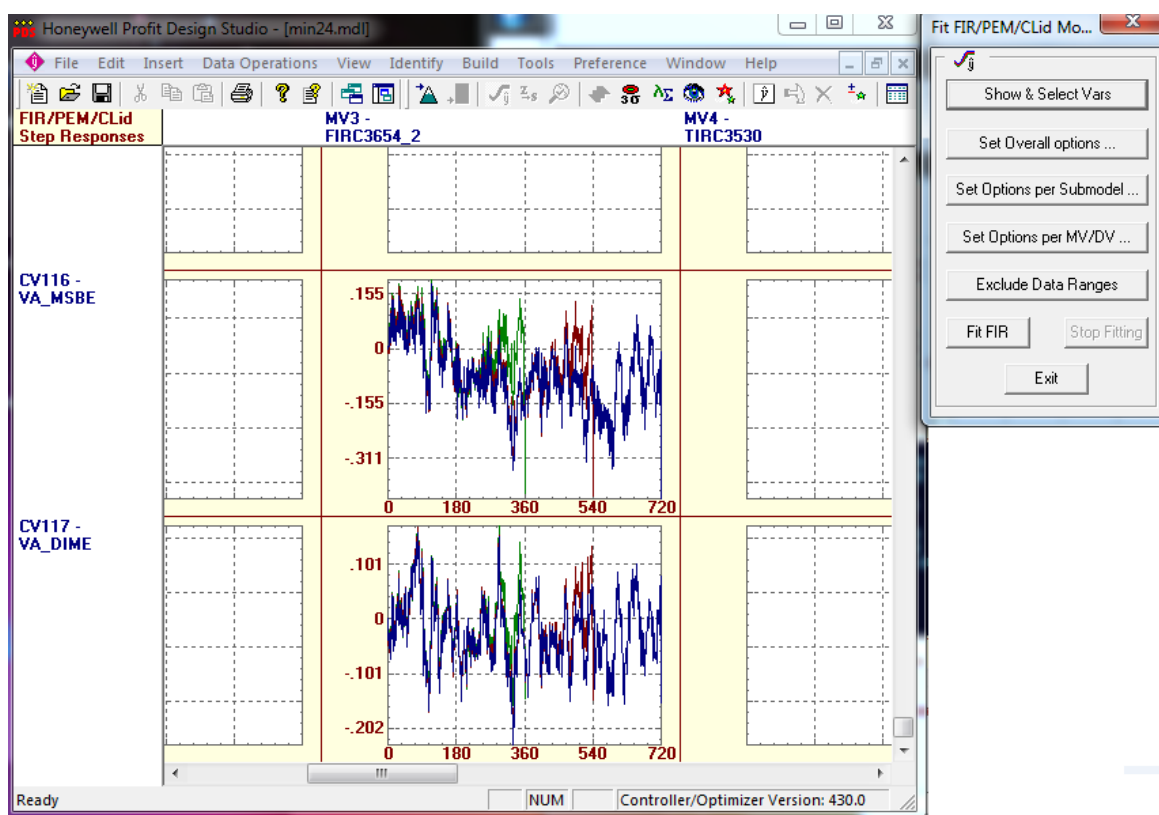 Honeywell Profit Design Studio - [min24.mdl]
File Edit Insert Data Operations View Identify Build Tools Preference Window Help
FIR/PEM/CLid
Step Responses
MV3 -
FIRC3654_2
MV4 -
TIRC3530
CV116 -
VA_MSBE
.155
0
-.155
-.311
0 180 360 540 720
CV117 -
VA_DIME
.101
0
-.101
-.202
0 180 360 540 720
Ready
NUM
Controller/Optimizer Version: 430.0
Fit FIR/PEM/CLid Mo...
Show & Select Vars
Set Overall options ...
Set Options per Submodel ...
Set Options per MV/DV ...
Exclude Data Ranges
Fit FIR
Stop Fitting
Exit